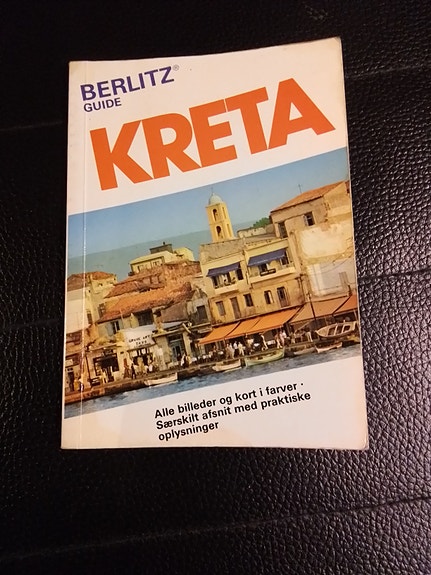 BERLITZ®
GUIDE
KRETA
Alle billeder og kort i farver ·
Særskilt afsnit med praktiske
oplysninger